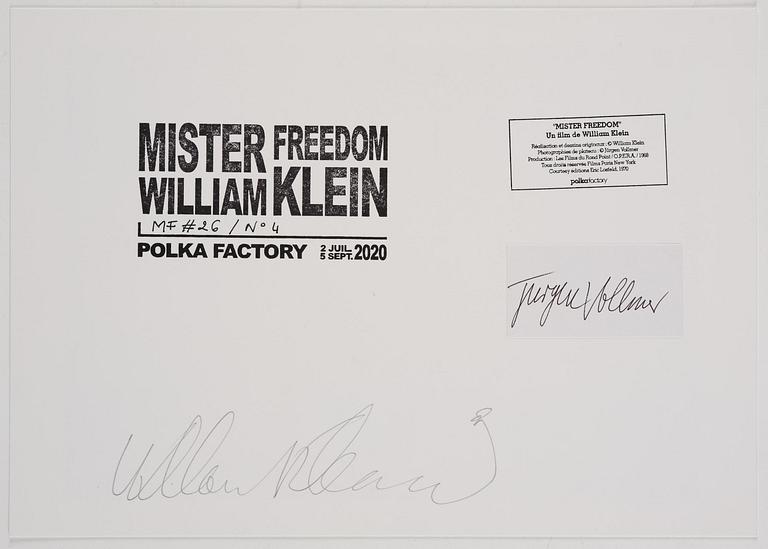 MISTER FREEDOM
WILLIAM KLEIN
MF #26 / N° 4
POLKA FACTORY 2 JUIL. 5 SEPT. 2020
"MISTER FREEDOM"
Un film de William Klein
Réalisation et dessins originaux : © William Klein
Photographies de plateau : © Jürgen Vollmer
Production : Les Films du Rond Point / O.P.E.R.A. / 1968
Tous droits reservés Films Paris New York
Courtesy éditions Eric Losfeld, 1970
polkafactory
Jürgen Vollmer
William Klein